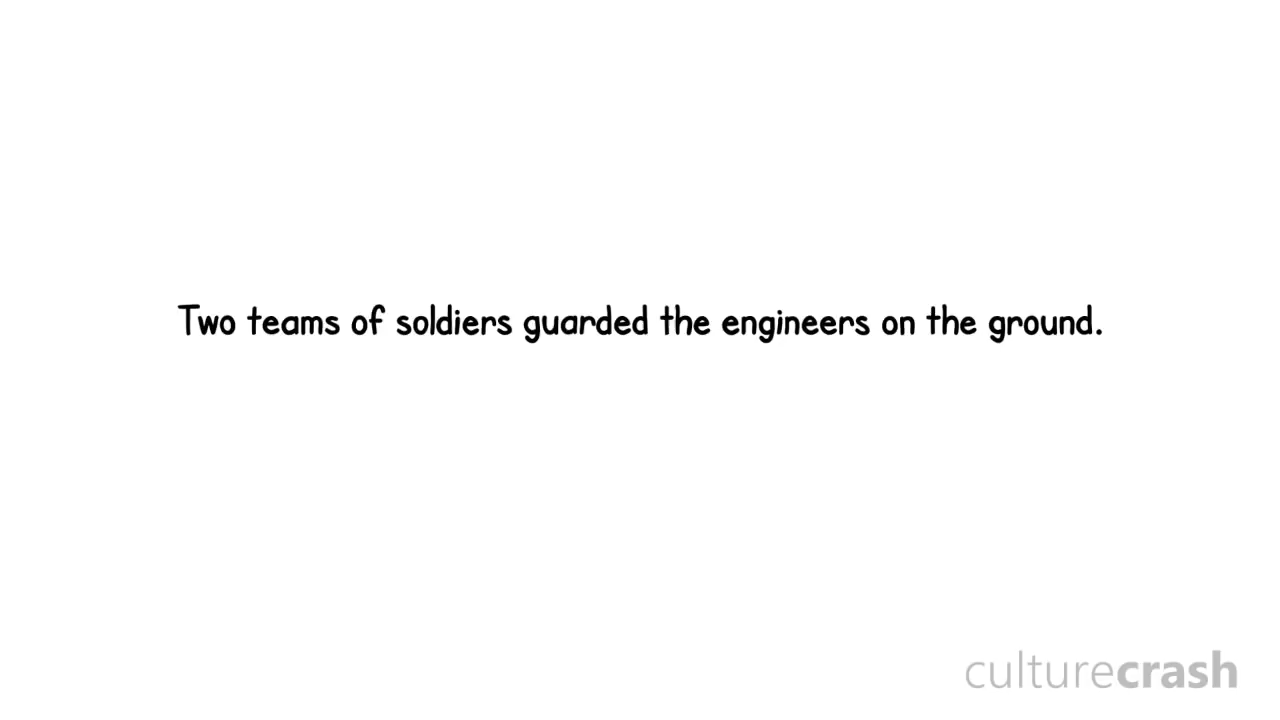 Two teams of soldiers guarded the engineers on the ground.
culturecrash